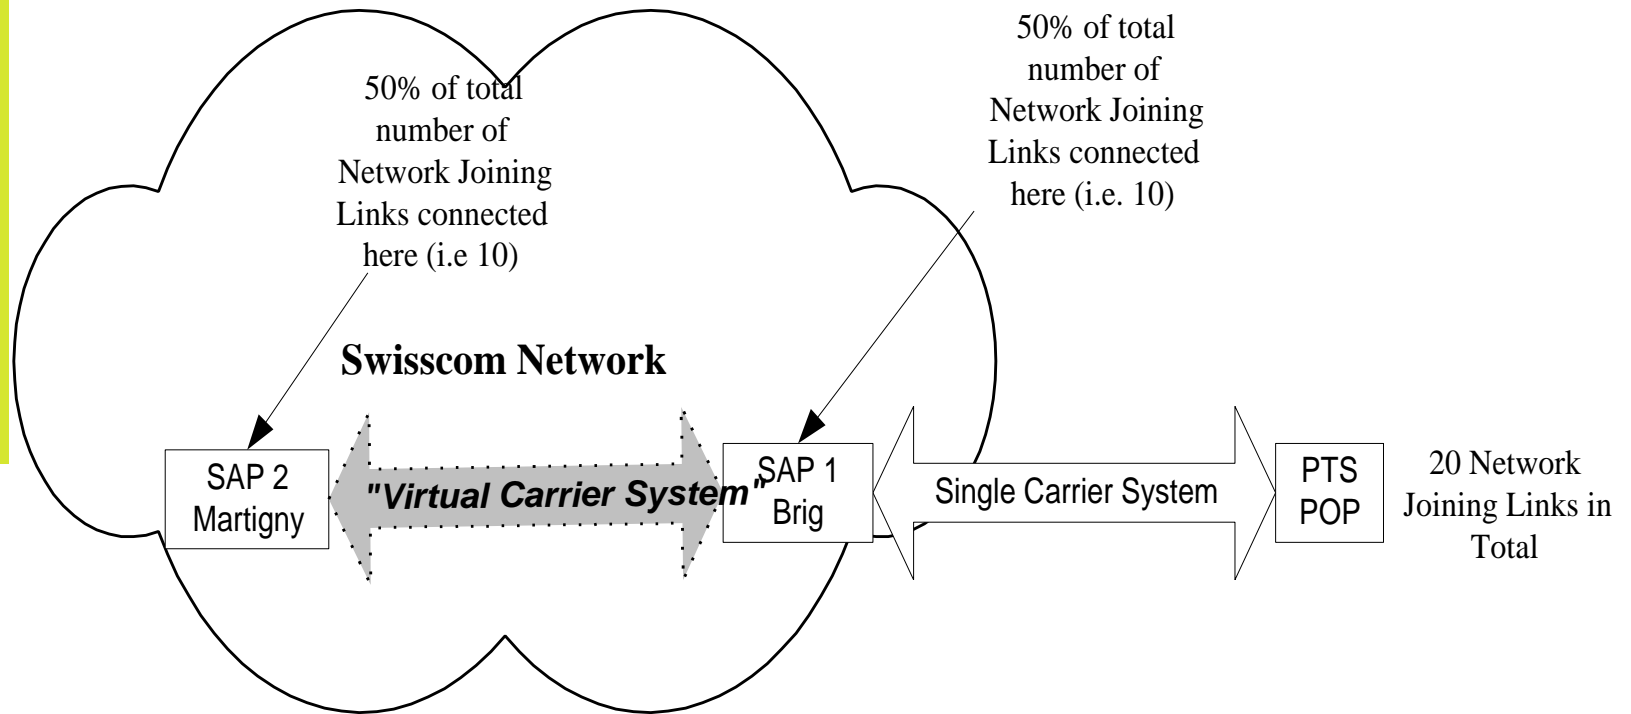 50% of total
number of
Network Joining
Links connected
here (i.e 10)
50% of total
number of
Network Joining
Links connected
here (i.e. 10)
Swisscom Network
SAP 2
Martigny
"Virtual Carrier System"
SAP 1
Brig
Single Carrier System
PTS
POP
20 Network
Joining Links in
Total